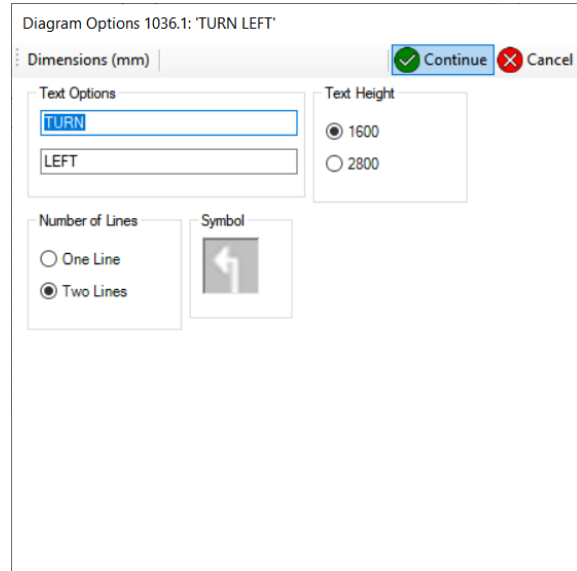 Diagram Options 1036.1: 'TURN LEFT'
Dimensions (mm) Continue Cancel
Text Options Text Height
TURN
1600
LEFT
2800
Number of Lines Symbol
One Line
Two Lines